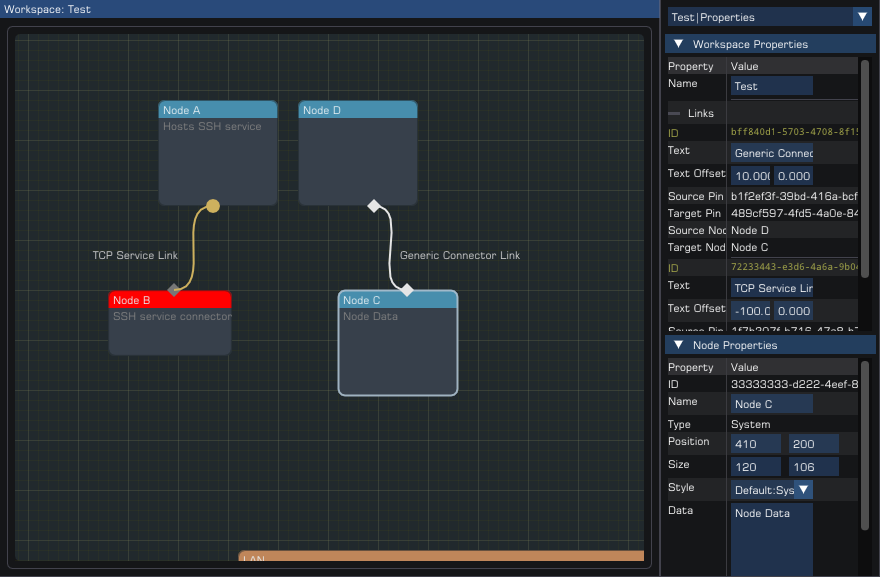 Workspace: Test
Node A
Hosts SSH service
Node D
TCP Service Link
Generic Connector Link
Node B
SSH service connector
Node C
Node Data
LAN
Test|Properties
Workspace Properties
Property Value
Name Test
Links
ID bff840d1-5703-4708-8f15
Text Generic Connec
Text Offset 10.000 0.000
Source Pin b1f2ef3f-39bd-416a-bcf
Target Pin 489cf597-4fd5-4a0e-84
Source Nod Node D
Target Nod Node C
ID 72233443-e3d6-4a6a-9b04
Text TCP Service Lin
Text Offset -100.0 0.000
Source Pin
Node Properties
Property Value
ID 33333333-d222-4eef-8
Name Node C
Type System
Position 410 200
Size 120 106
Style Default:Sys
Data Node Data